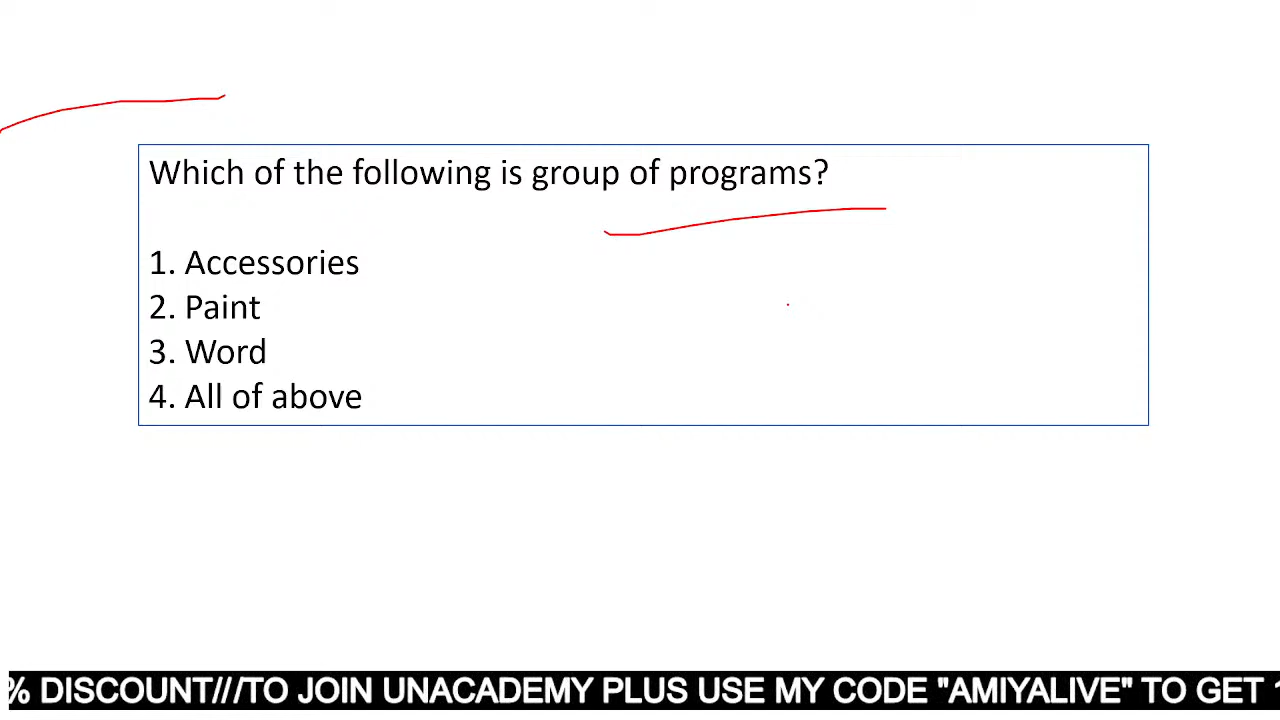 Which of the following is group of programs?
1. Accessories
2. Paint
3. Word
4. All of above
% DISCOUNT///TO JOIN UNACADEMY PLUS USE MY CODE "AMIYALIVE" TO GET